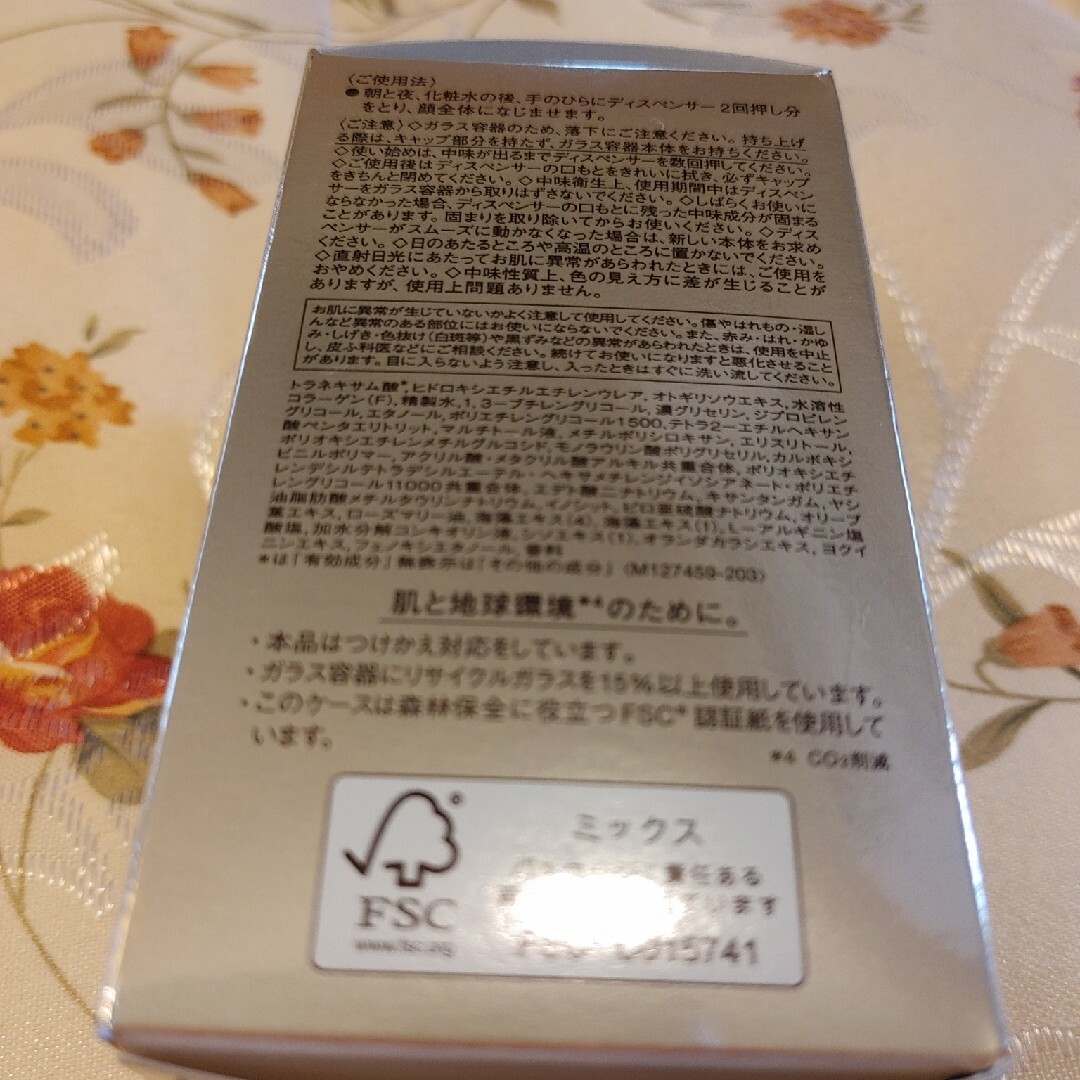 〈ご使用法〉
●朝と夜、化粧水の後、手のひらにディスペンサー2回押し分
をとり、顔全体になじませます。
〈ご注意〉◇ガラス容器のため、落下にご注意ください。持ち上げ
る際は、キャップ部分を持たず、ガラス容器本体をお持ちください。
◇使い始めは、中味が出るまでディスペンサーを数回押してください。
◇ご使用後はディスペンサーの口もとをきれいに拭き、必ずキャップ
をきちんと閉めてください。◇中味衛生上、使用期間中はディスペン
サーをガラス容器から取りはずさないでください。◇しばらくお使いに
ならなかった場合、ディスペンサーの口もとに残った中味成分が固まる
ことがあります。固まりを取り除いてからお使いください。◇ディス
ペンサーがスムーズに動かなくなった場合は、新しい本体をお求め
ください。◇日のあたるところや高温のところに置かないでください。
◇直射日光にあたってお肌に異常があらわれたときには、ご使用を
おやめください。◇中味性質上、色の見え方に差が生じることが
ありますが、使用上問題ありません。
お肌に異常が生じていないかよく注意して使用してください。傷やはれもの・湿し
んなど異常のある部位にはお使いにならないでください。また、赤み・はれ・かゆ
み・しげき・色抜け(白斑等)や黒ずみなどの異常があらわれたときは、使用を中止
し、皮ふ科医などにご相談ください。続けてお使いになりますと悪化させること
があります。目に入らないよう注意し、入ったときはすぐに洗い流してください。
トラネキサム酸*,ヒドロキシエチルエチレンウレア,オトギリソウエキス,水溶性
コラーゲン(F),精製水,1,3-ブチレングリコール,濃グリセリン,ジプロピレン
グリコール,エタノール,ポリエチレングリコール1500,テトラ2-エチルヘキサン
酸ペンタエリトリット,マルチトール液,メチルポリシロキサン,エリスリトール,
ポリオキシエチレンメチルグルコシド,モノラウリン酸ポリグリセリル,カルボキシ
ビニルポリマー,アクリル酸・メタクリル酸アルキル共重合体,ポリオキシエチ
レンデシルテトラデシルエーテル・ヘキサメチレンジイソシアネート・ポリエチ
レングリコール11000共重合体,エデト酸二ナトリウム,キサンタンガム,ヤシ
油脂肪酸メチルタウリンナトリウム,イノシット,ピロ亜硫酸ナトリウム,オリーブ
葉エキス,ローズマリー油,海藻エキス(4),海藻エキス(1),L-アルギニン塩
酸塩,加水分解コンキオリン液,シソエキス(1),オランダカラシエキス,ヨクイ
ニンエキス,フェノキシエタノール,香料
*は「有効成分」無表示は「その他の成分」〈M127459-203〉
肌と地球環境*4のために。
・本品はつけかえ対応をしています。
・ガラス容器にリサイクルガラスを15%以上使用しています。
・このケースは森林保全に役立つFSC®認証紙を使用して
います。
*4 CO2削減
ミックス
責任ある
FSC
ています
www.fsc.org
015741